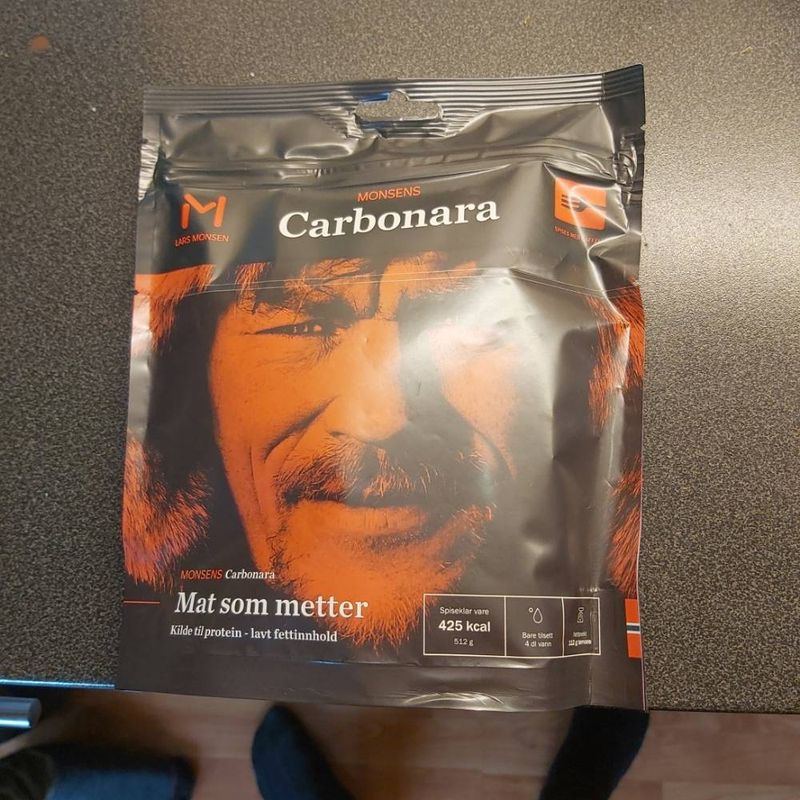 MONSENS
Carbonara
LARS MONSEN
MONSENS Carbonara
Mat som metter
Kilde til protein - lavt fettinnhold
Spiseklar vare
425 kcal
512 g
Bare tilsett
4 dl vann